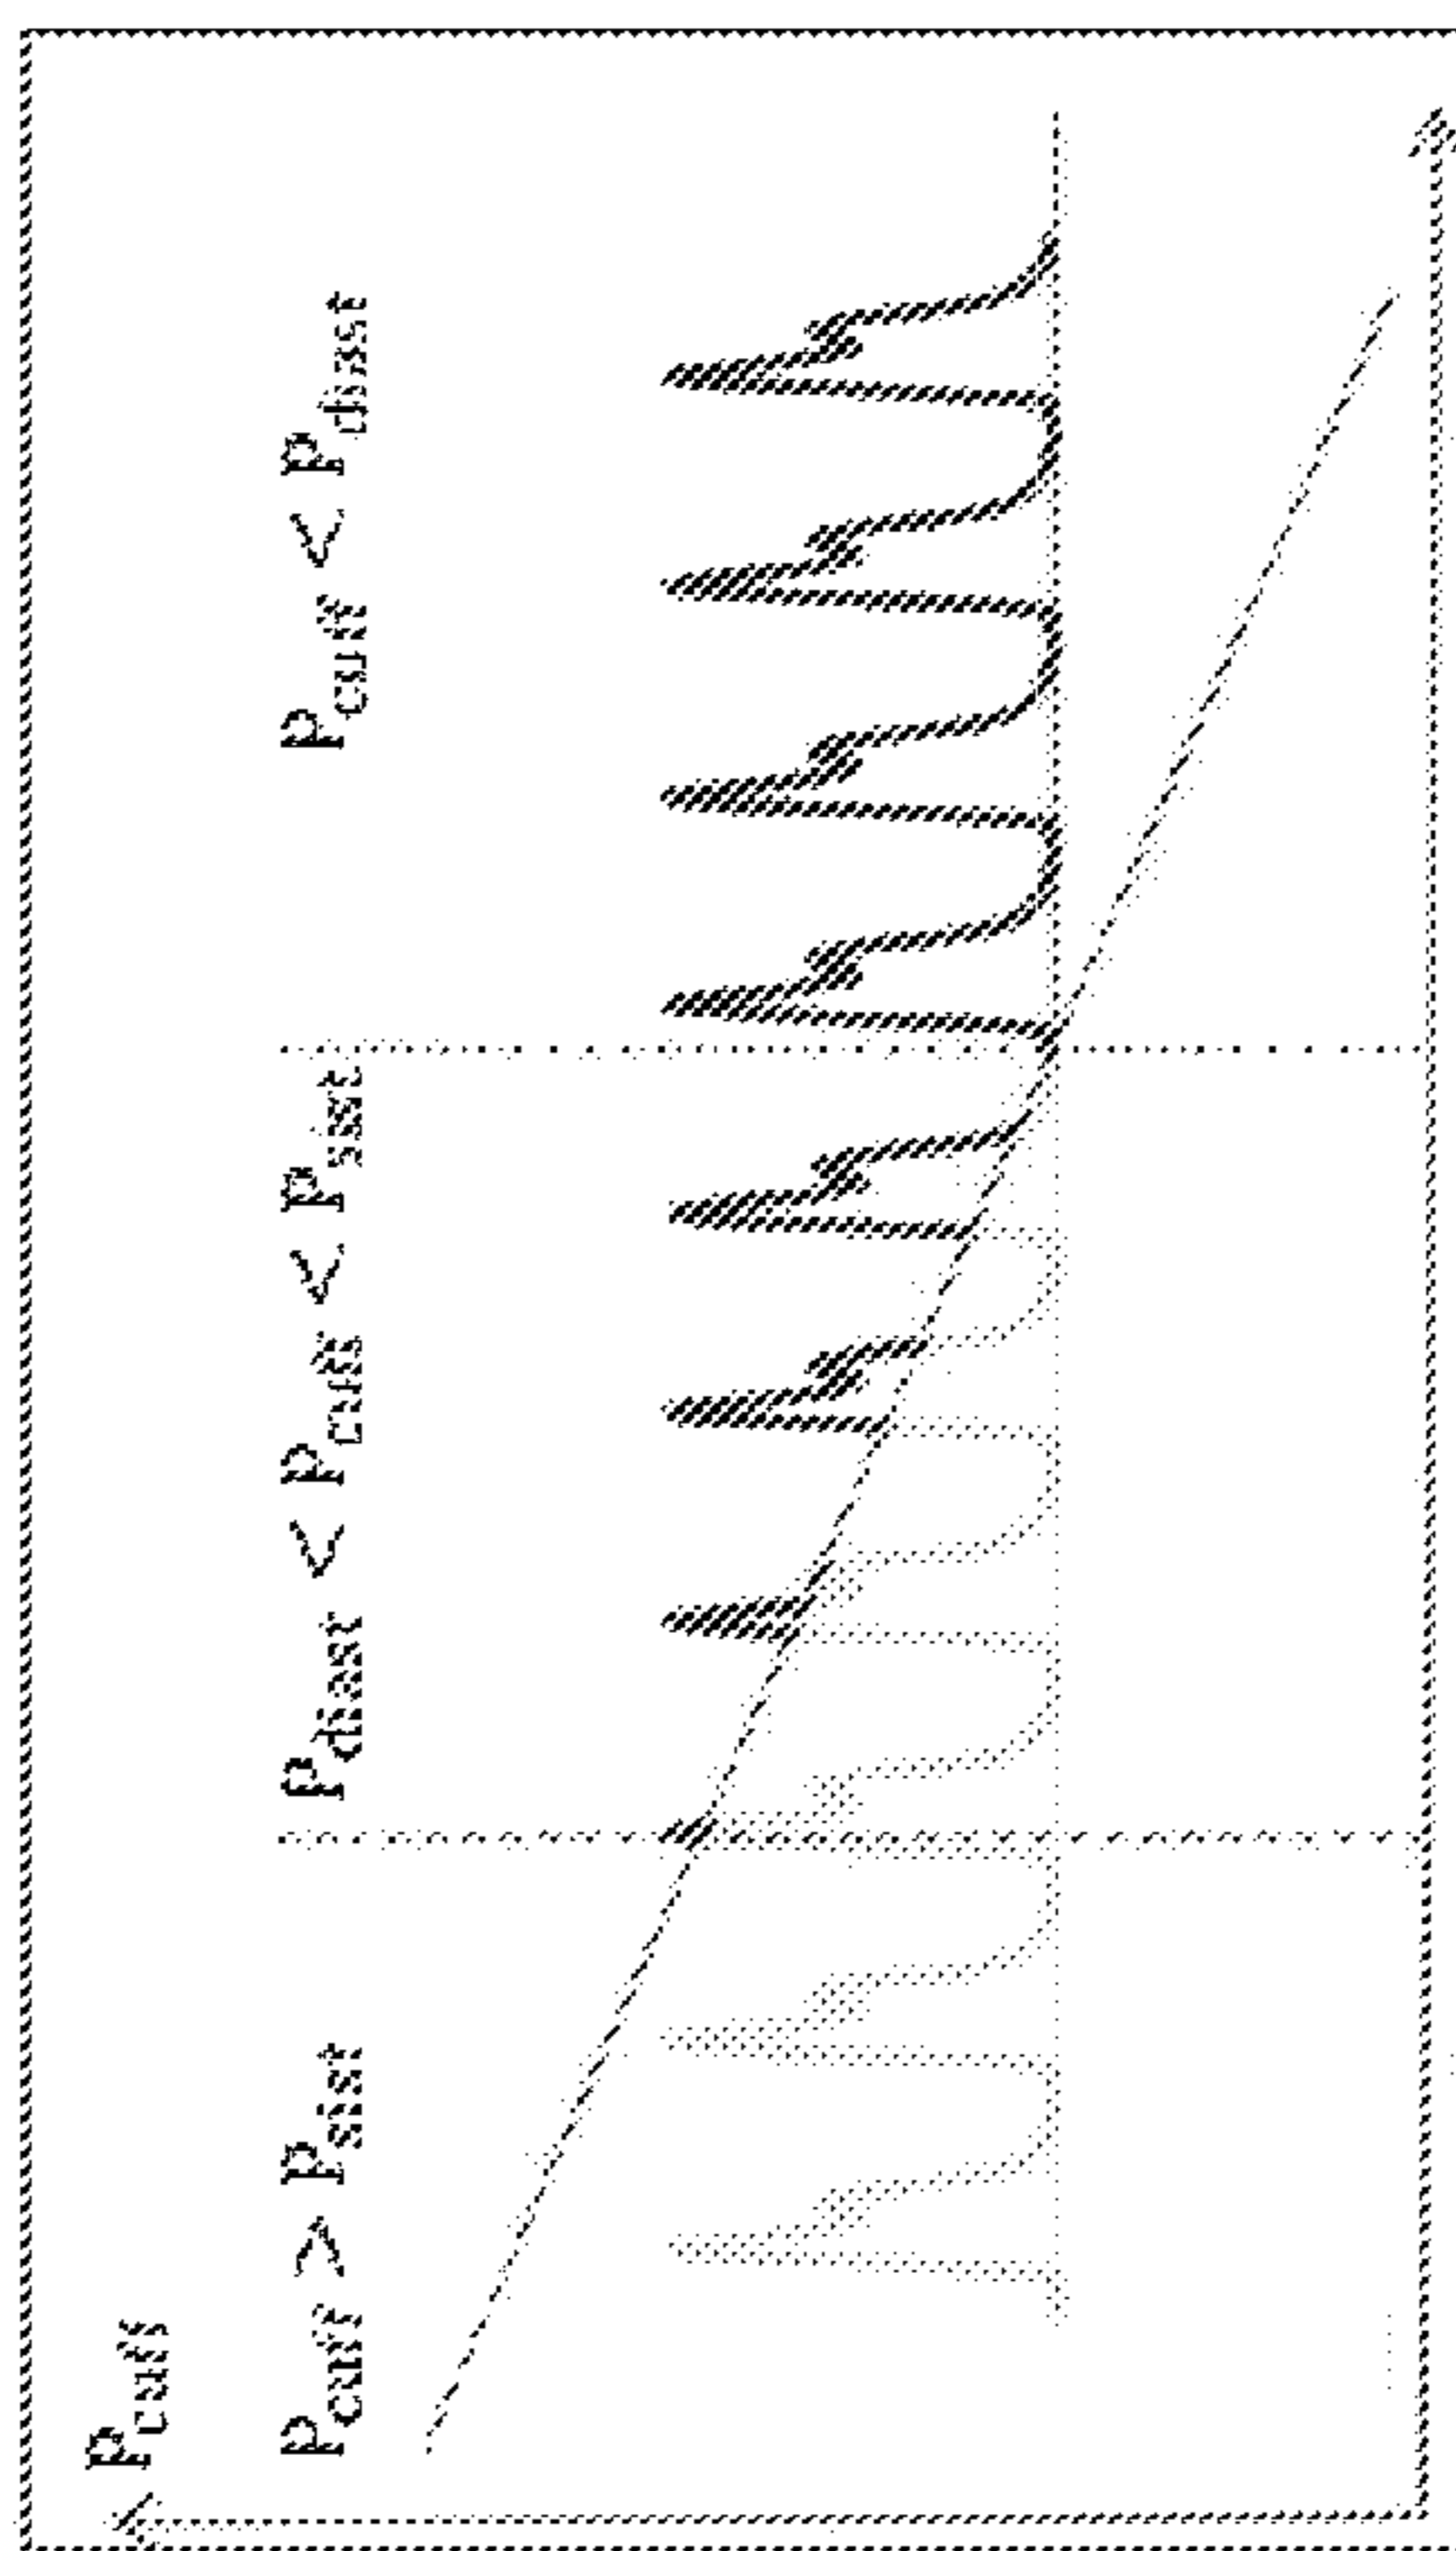 P_cuff
P_cuff > P_sist
P_diast < P_cuff < P_sist
P_cuff < P_diast